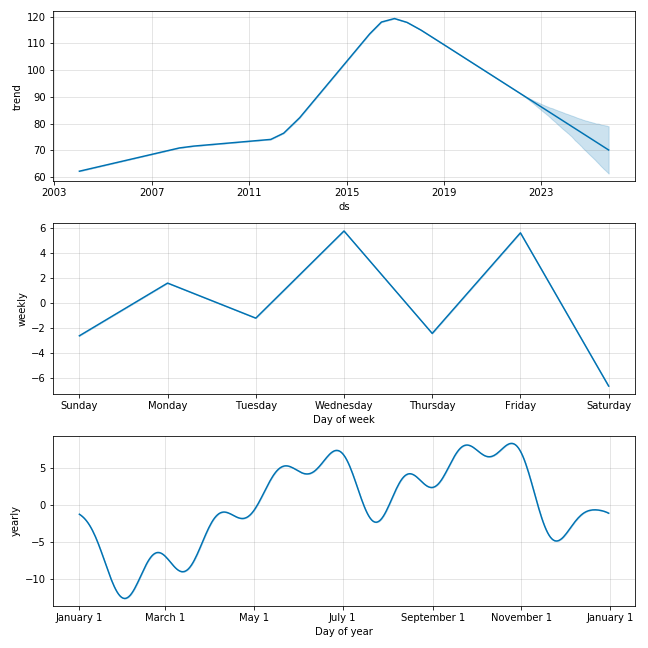 120
110
100
90
80
70
60
trend
2003 2007 2011 2015 2019 2023
ds
6
4
2
0
−2
−4
−6
weekly
Sunday Monday Tuesday Wednesday Thursday Friday Saturday
Day of week
5
0
−5
−10
yearly
January 1 March 1 May 1 July 1 September 1 November 1 January 1
Day of year